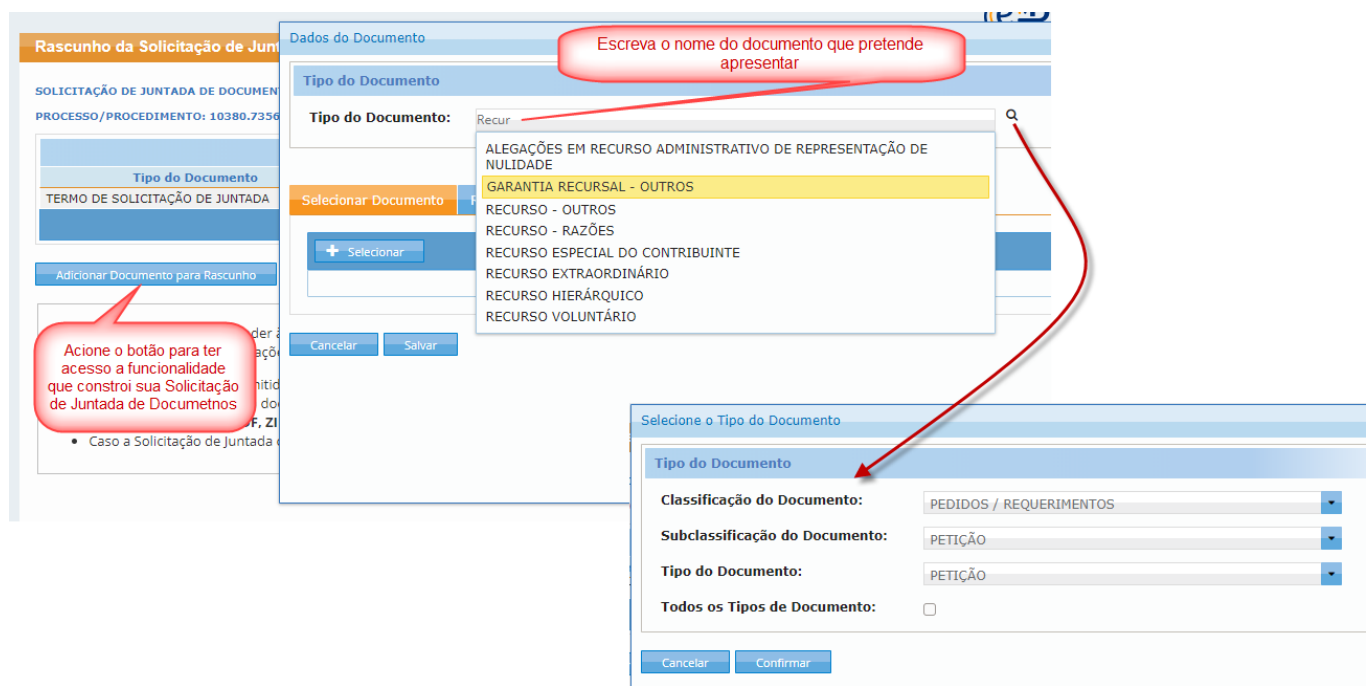 Rascunho da Solicitação de Junt
SOLICITAÇÃO DE JUNTADA DE DOCUMEN
PROCESSO/PROCEDIMENTO: 10380.7356
Tipo do Documento
TERMO DE SOLICITAÇÃO DE JUNTADA
Adicionar Documento para Rascunho
Acione o botão para ter
acesso a funcionalidade
que constroi sua Solicitação
de Juntada de Documetnos
der
açõe
nitid
do
OF, ZI
• Caso a Solicitação de Juntada
Dados do Documento
Escreva o nome do documento que pretende
apresentar
Tipo do Documento
Tipo do Documento:
Recur
ALEGAÇÕES EM RECURSO ADMINISTRATIVO DE REPRESENTAÇÃO DE
NULIDADE
GARANTIA RECURSAL - OUTROS
RECURSO - OUTROS
RECURSO - RAZÕES
RECURSO ESPECIAL DO CONTRIBUINTE
RECURSO EXTRAORDINÁRIO
RECURSO HIERÁRQUICO
RECURSO VOLUNTÁRIO
Selecionar Documento
+ Selecionar
Cancelar Salvar
Selecione o Tipo do Documento
Tipo do Documento
Classificação do Documento: PEDIDOS / REQUERIMENTOS
Subclassificação do Documento: PETIÇÃO
Tipo do Documento: PETIÇÃO
Todos os Tipos de Documento:
Cancelar Confirmar